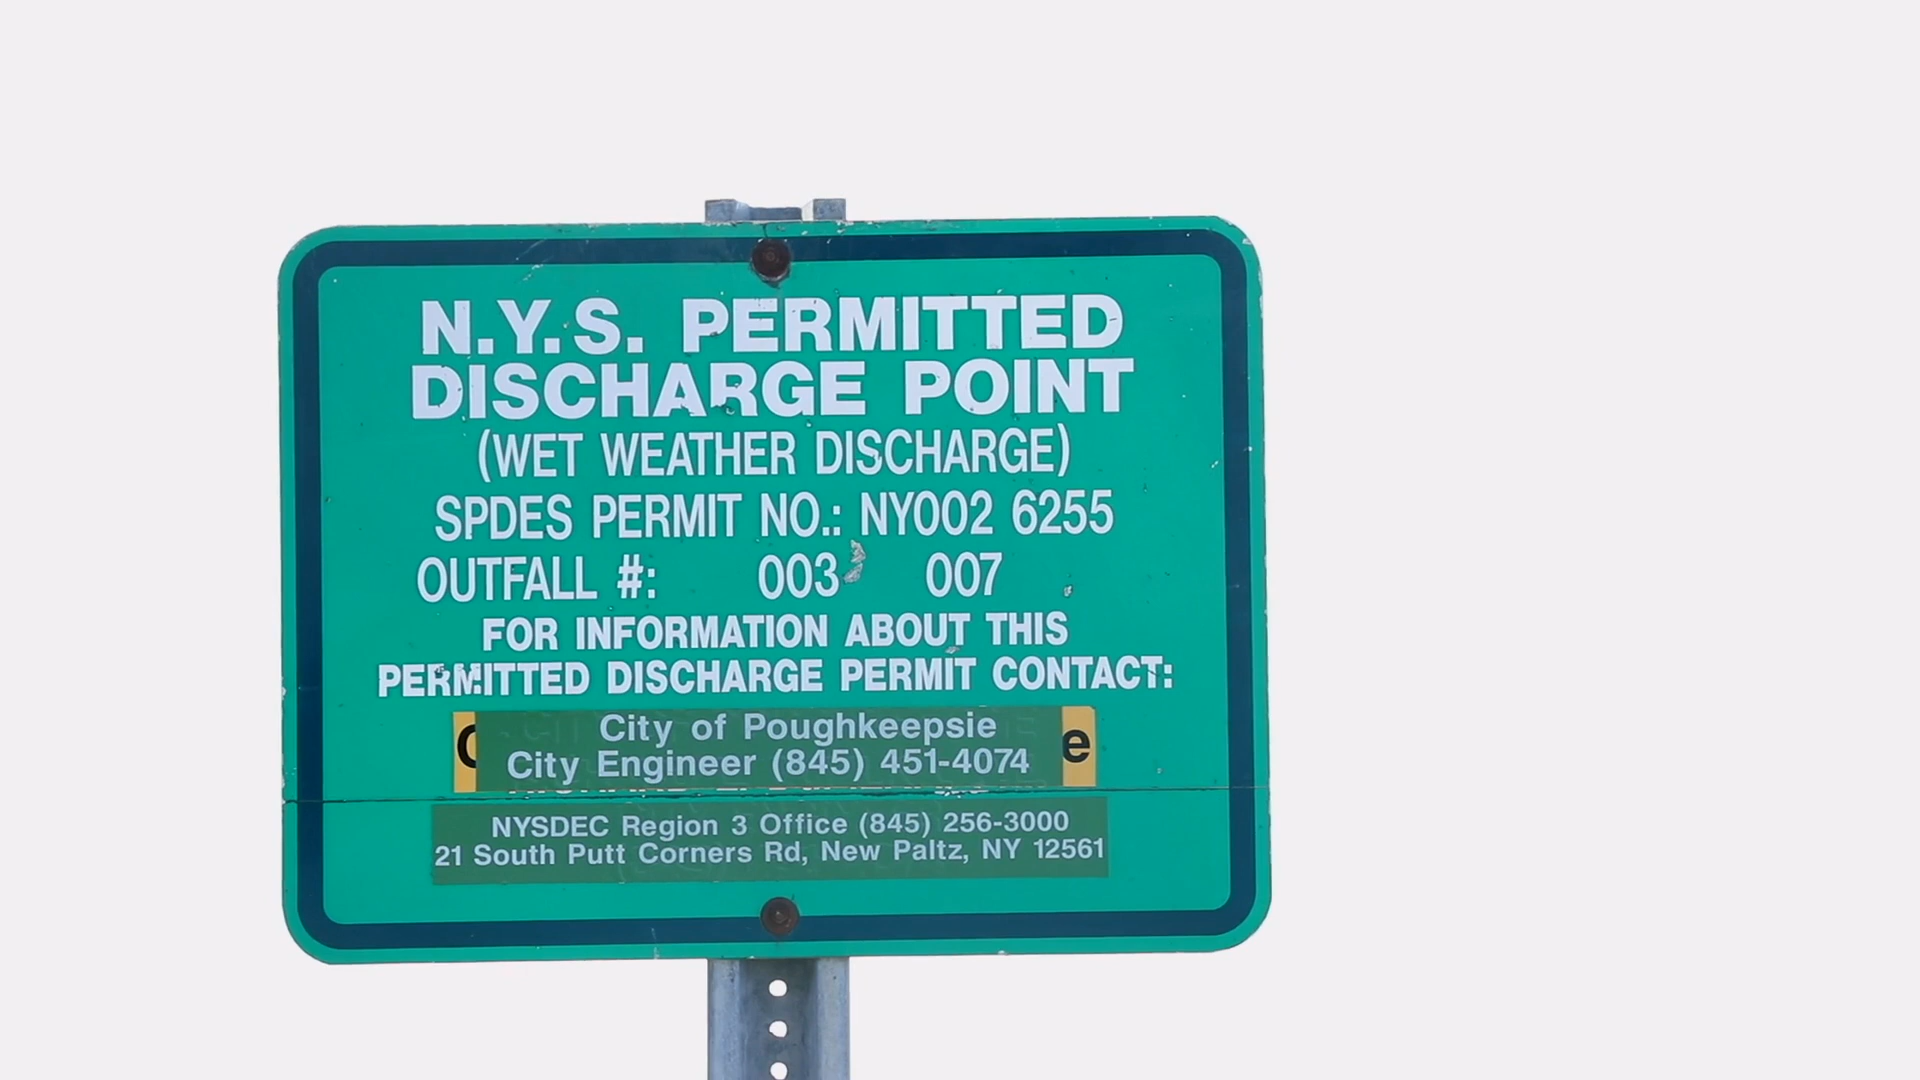 N.Y.S. PERMITTED
DISCHARGE POINT
(WET WEATHER DISCHARGE)
SPDES PERMIT NO.: NY002 6255
OUTFALL #: 003 007
FOR INFORMATION ABOUT THIS
PERMITTED DISCHARGE PERMIT CONTACT:
City of Poughkeepsie
City Engineer (845) 451-4074
NYSDEC Region 3 Office (845) 256-3000
21 South Putt Corners Rd, New Paltz, NY 12561